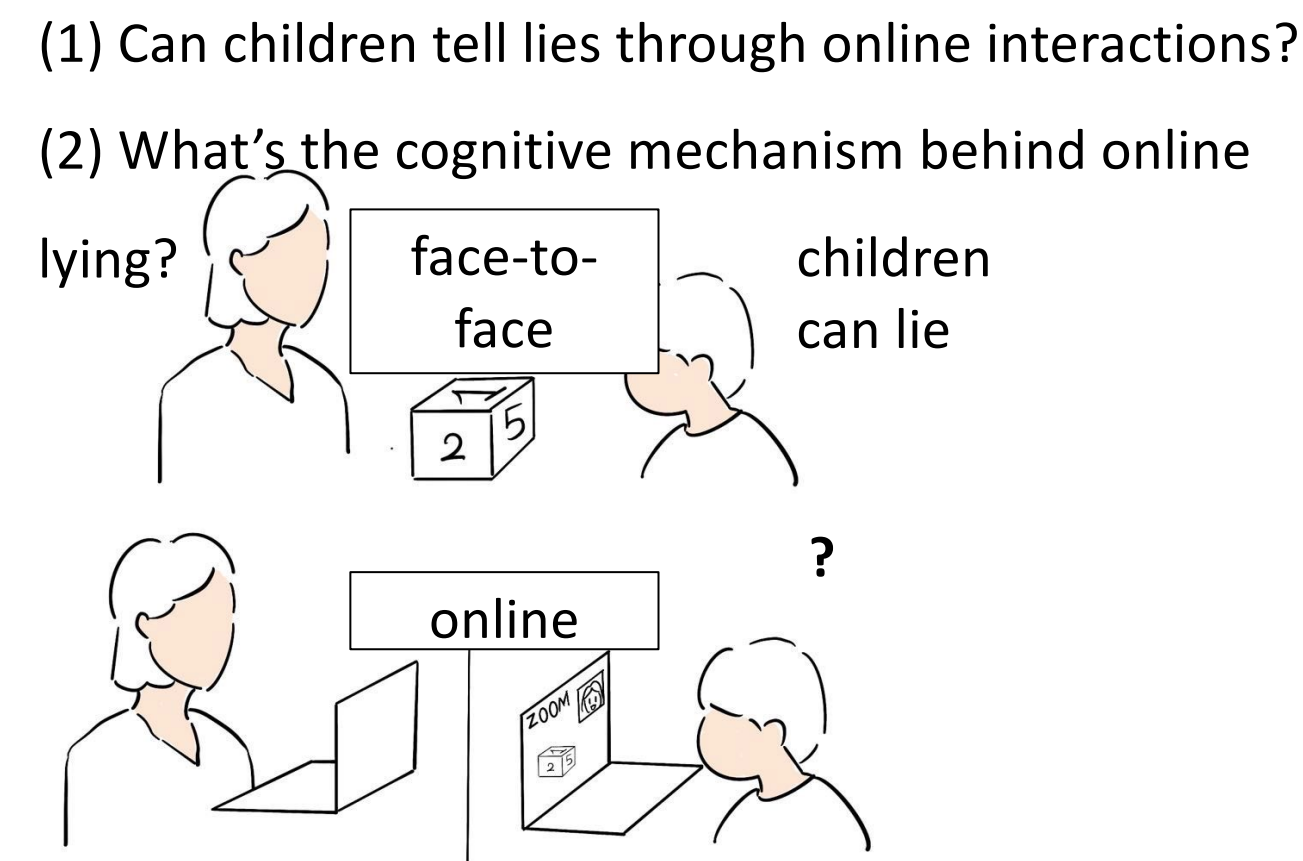 (1) Can children tell lies through online interactions?
(2) What’s the cognitive mechanism behind online
lying?
face-to-
face
children
can lie
2 5
?
online
ZOOM
2 5